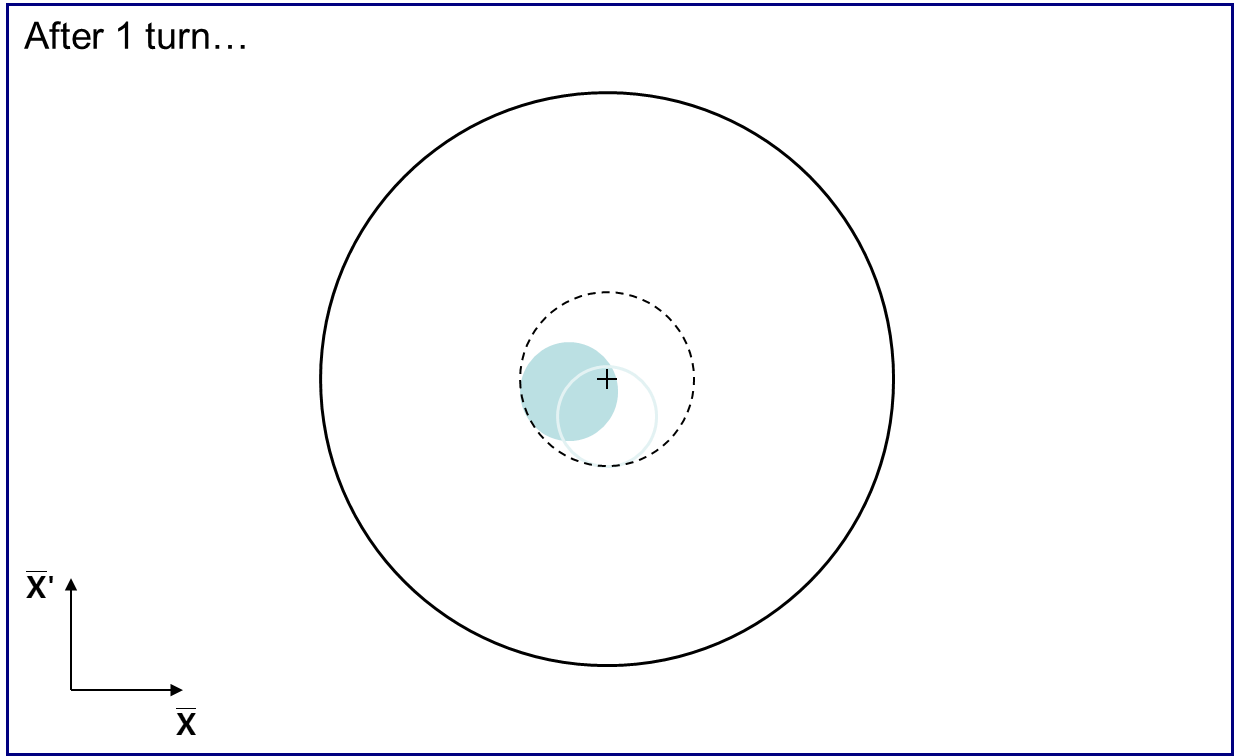 After 1 turn…
X̅'
X̅